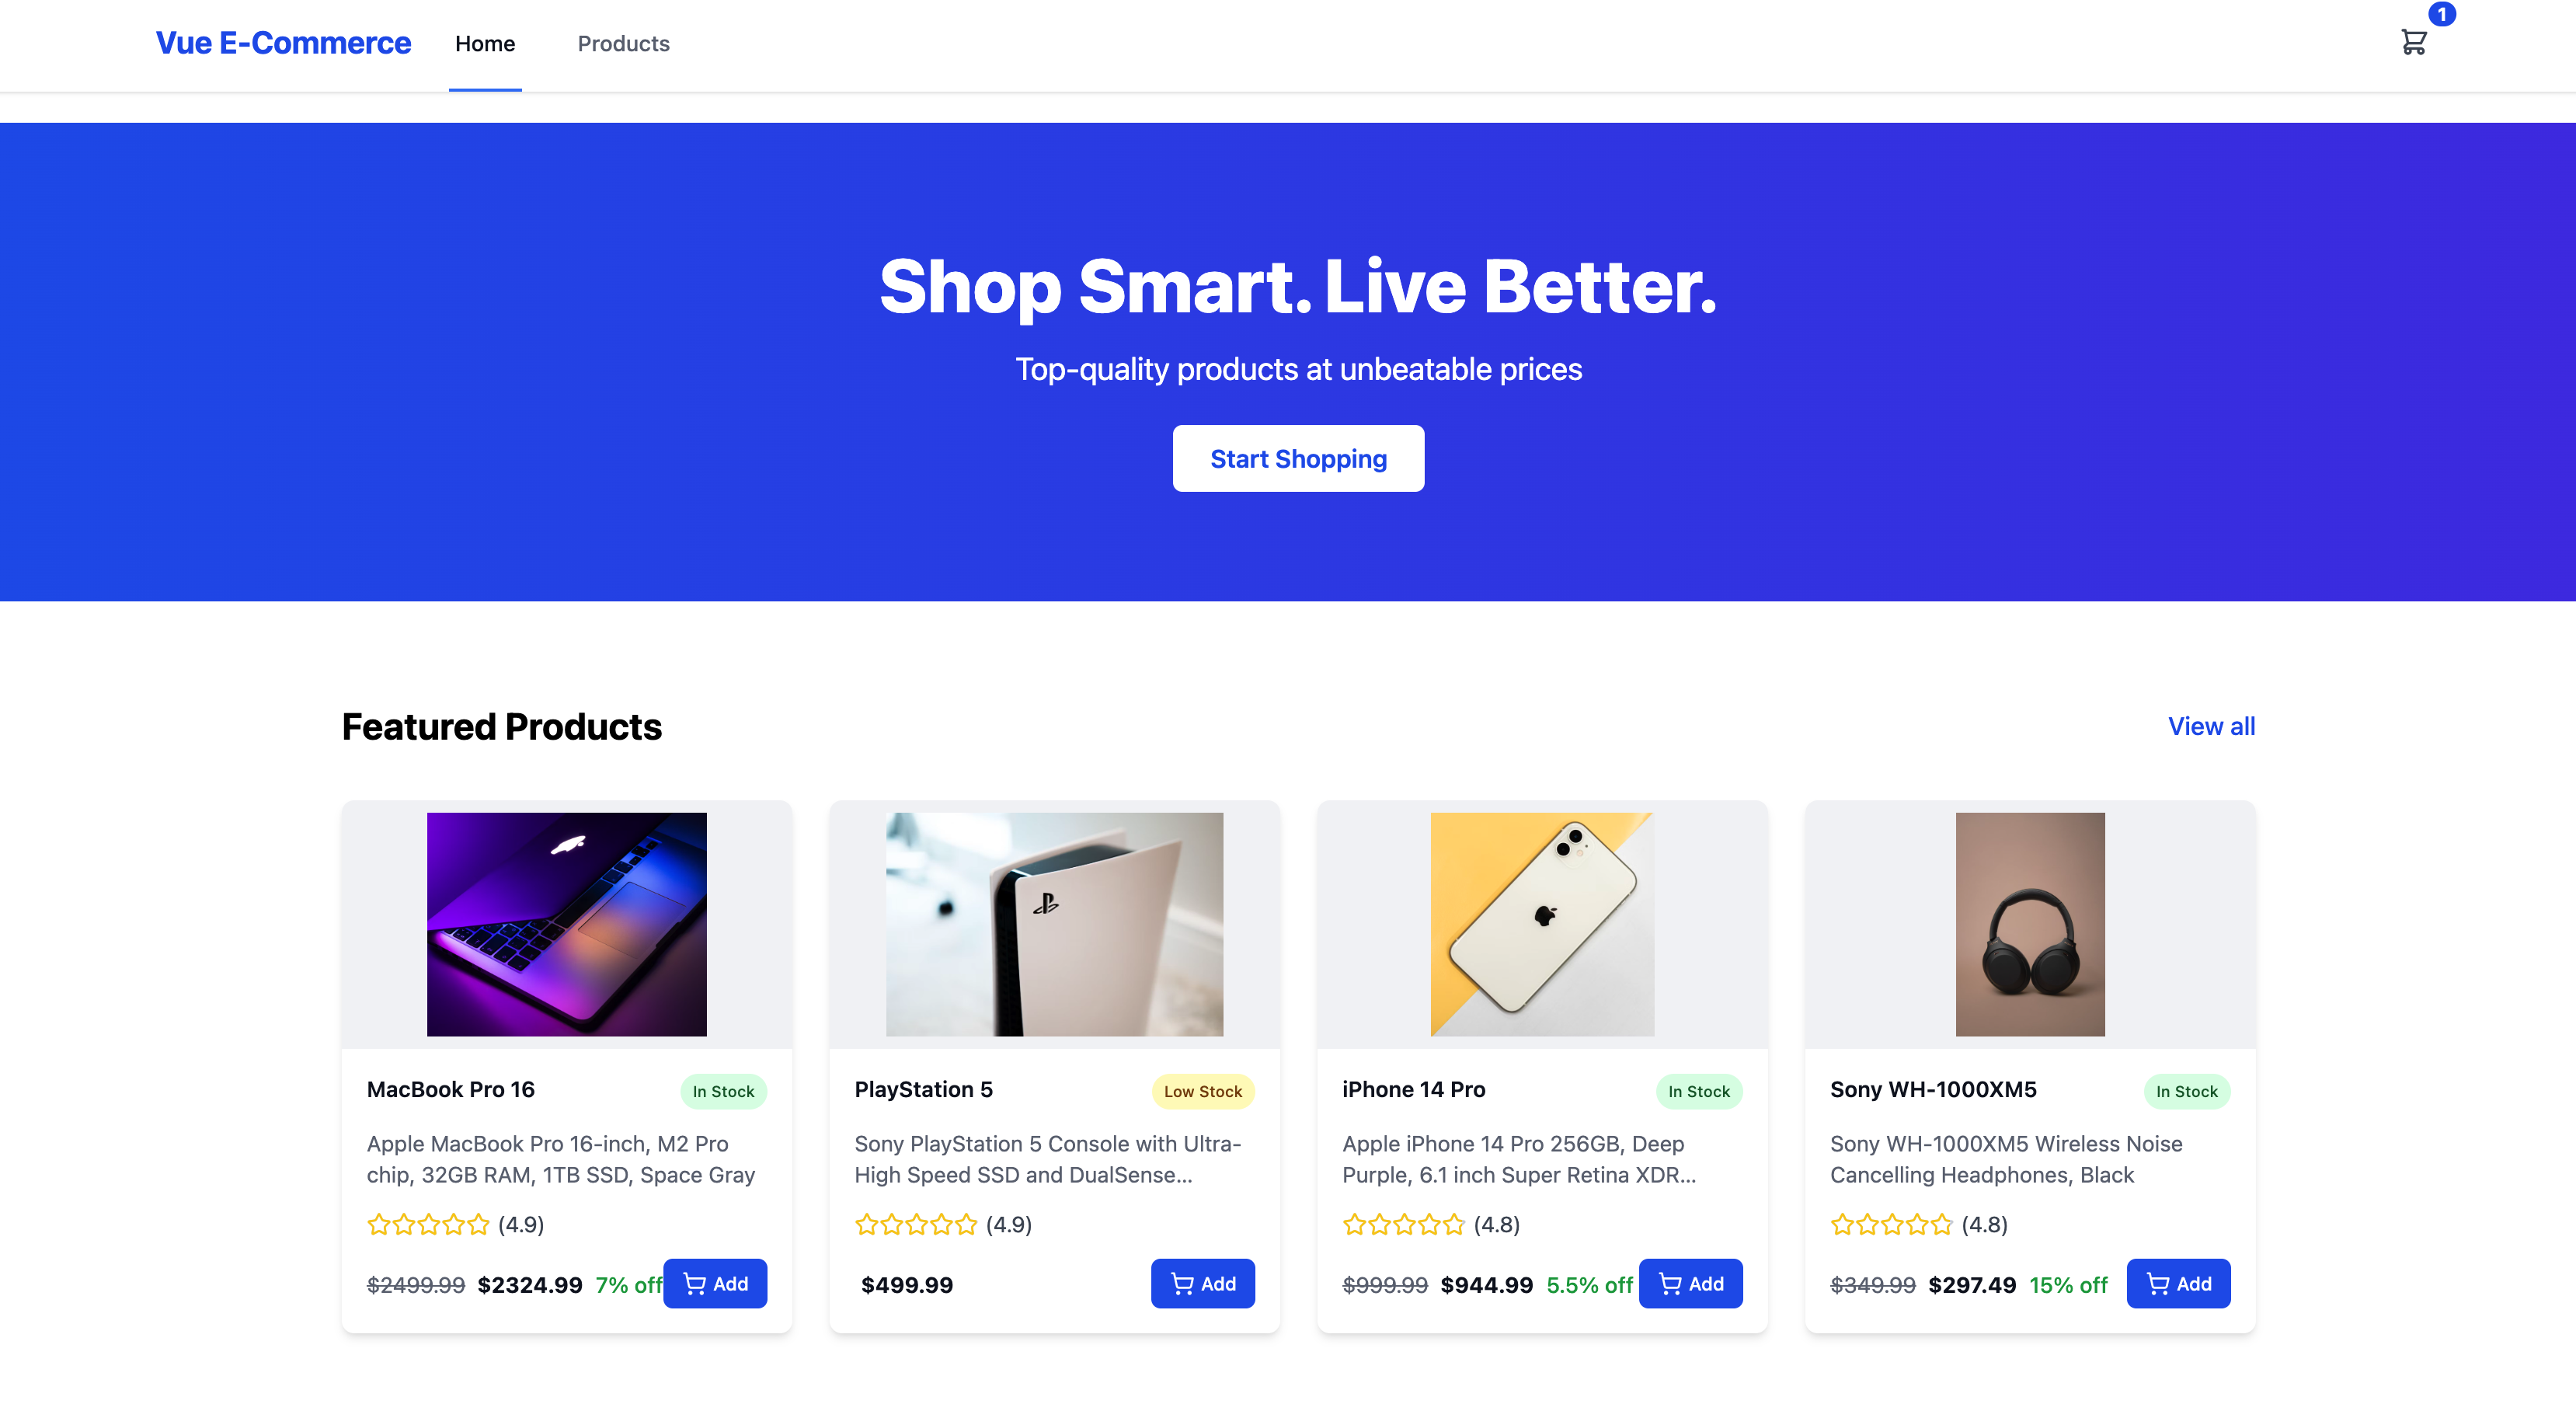 Vue E-Commerce Home Products 1
Shop Smart. Live Better.
Top-quality products at unbeatable prices
Start Shopping
Featured Products
View all
MacBook Pro 16
In Stock
Apple MacBook Pro 16-inch, M2 Pro
chip, 32GB RAM, 1TB SSD, Space Gray
(4.9)
$2499.99 $2324.99 7% off Add
PlayStation 5
Low Stock
Sony PlayStation 5 Console with Ultra-
High Speed SSD and DualSense...
(4.9)
$499.99 Add
iPhone 14 Pro
In Stock
Apple iPhone 14 Pro 256GB, Deep
Purple, 6.1 inch Super Retina XDR...
(4.8)
$999.99 $944.99 5.5% off Add
Sony WH-1000XM5
In Stock
Sony WH-1000XM5 Wireless Noise
Cancelling Headphones, Black
(4.8)
$349.99 $297.49 15% off Add